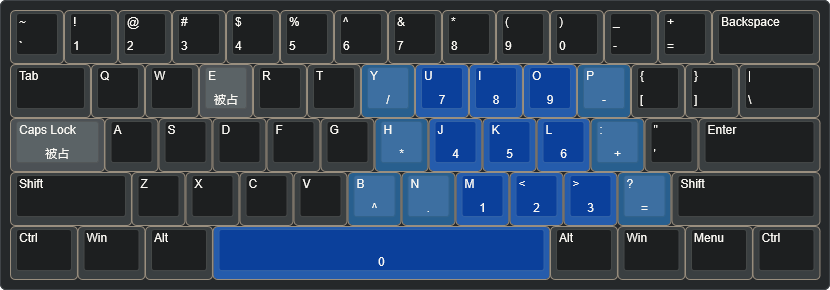 ~ ! @ # $ % ^ & * ( ) _ + Backspace
` 1 2 3 4 5 6 7 8 9 0 - =
Tab Q W E R T Y U I O P { } |
被占 / 7 8 9 - [ ] \
Caps Lock A S D F G H J K L : " Enter
被占 * 4 5 6 + '
Shift Z X C V B N M < > ? Shift
^ . 1 2 3 =
Ctrl Win Alt Alt Win Menu Ctrl
0